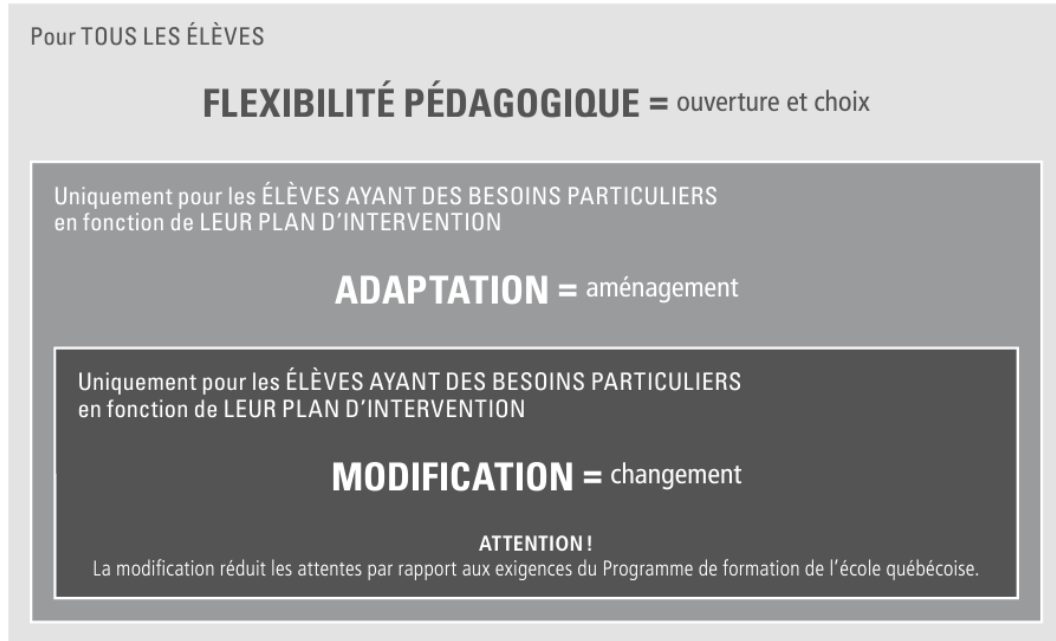 Pour TOUS LES ÉLÈVES
FLEXIBILITÉ PÉDAGOGIQUE = ouverture et choix
Uniquement pour les ÉLÈVES AYANT DES BESOINS PARTICULIERS
en fonction de LEUR PLAN D’INTERVENTION
ADAPTATION = aménagement
Uniquement pour les ÉLÈVES AYANT DES BESOINS PARTICULIERS
en fonction de LEUR PLAN D’INTERVENTION
MODIFICATION = changement
ATTENTION !
La modification réduit les attentes par rapport aux exigences du Programme de formation de l’école québécoise.